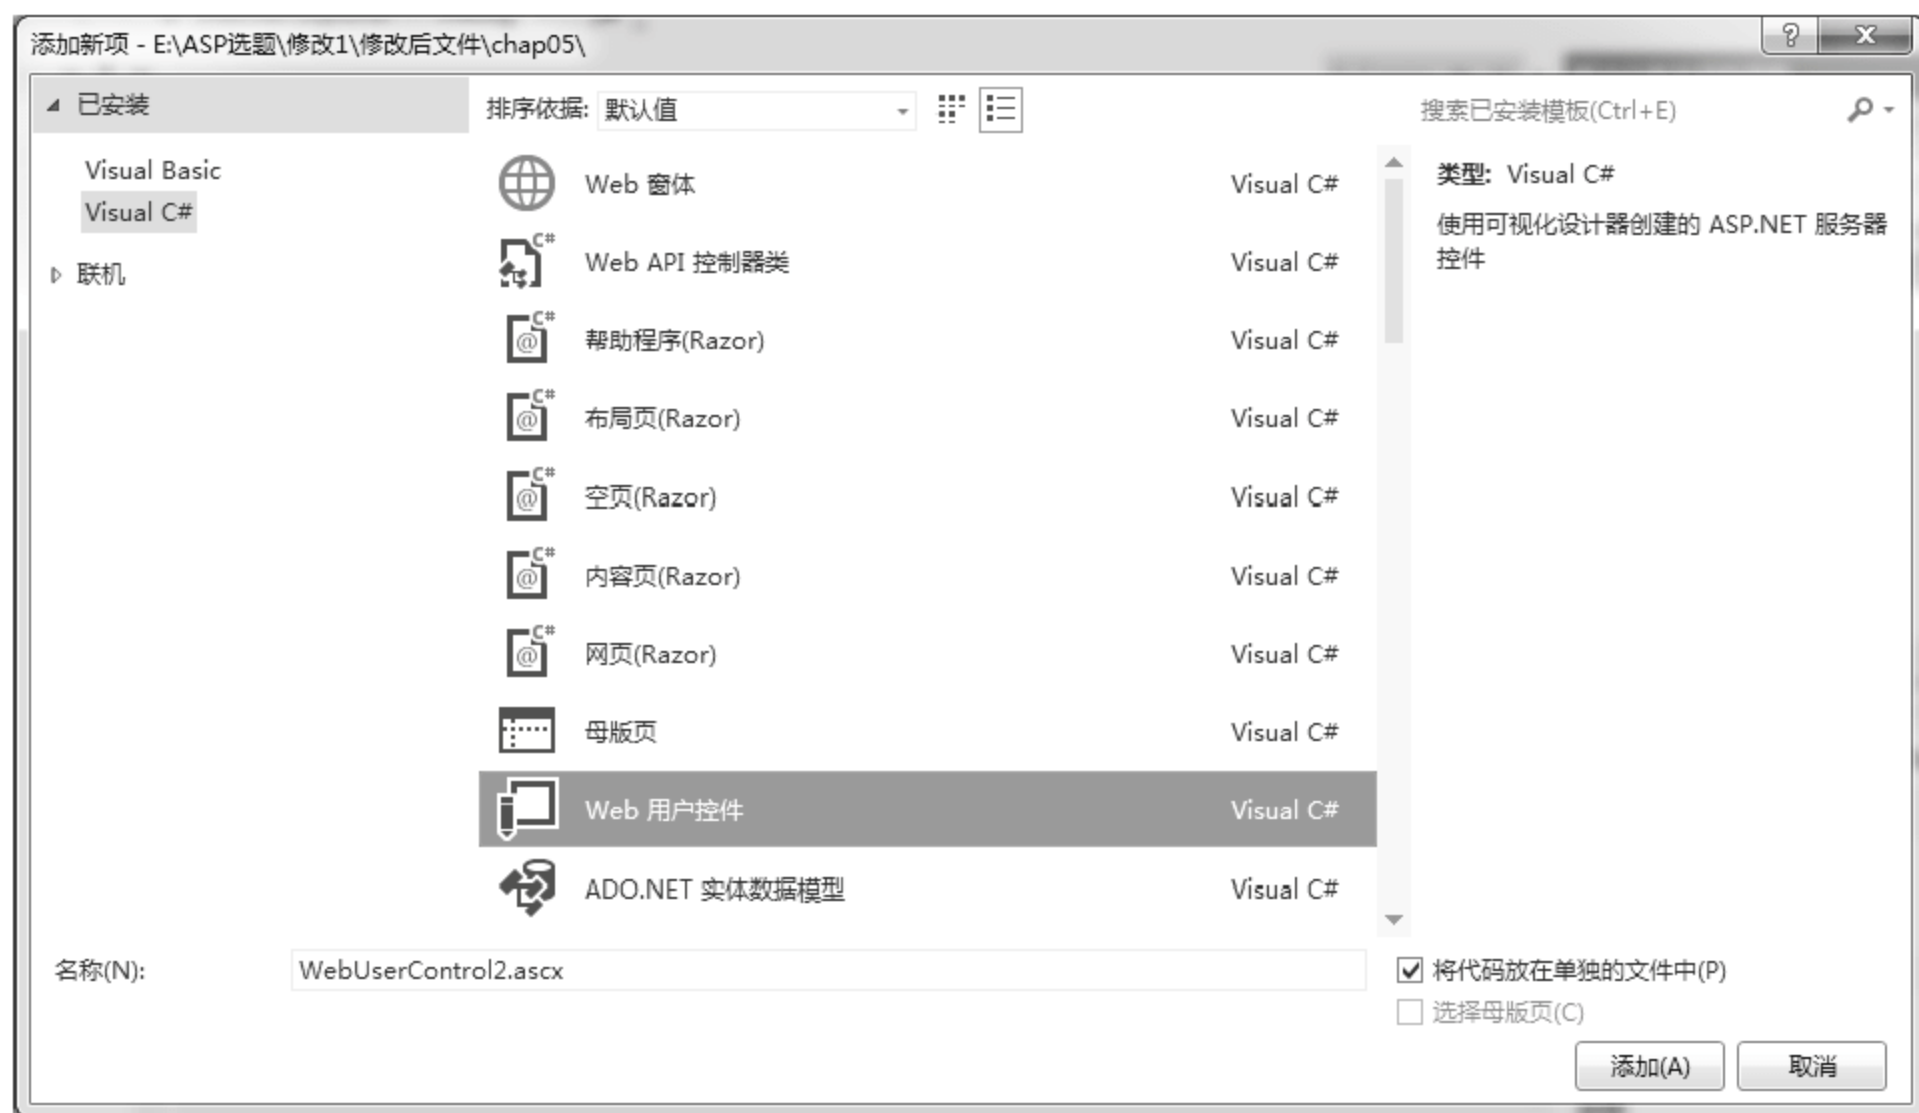 添加新项 - E:\ASP选题\修改1\修改后文件\chap05\
已安装
排序依据: 默认值
搜索已安装模板(Ctrl+E)
Visual Basic
Visual C#
联机
Web 窗体 Visual C#
Web API 控制器类 Visual C#
帮助程序(Razor) Visual C#
布局页(Razor) Visual C#
空页(Razor) Visual C#
内容页(Razor) Visual C#
网页(Razor) Visual C#
母版页 Visual C#
Web 用户控件 Visual C#
ADO.NET 实体数据模型 Visual C#
类型: Visual C#
使用可视化设计器创建的 ASP.NET 服务器
控件
名称(N): WebUserControl2.ascx
将代码放在单独的文件中(P)
选择母版页(C)
添加(A) 取消